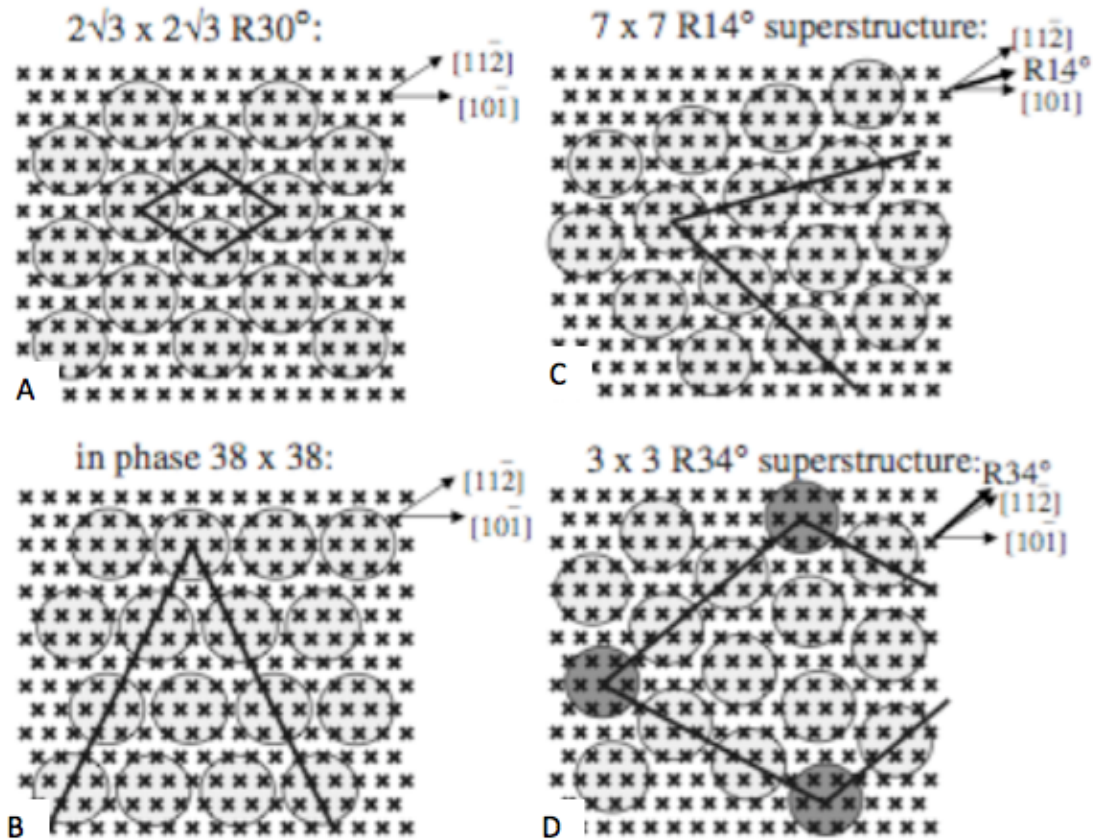 2√3 x 2√3 R30°:
[112̄]
[101̄]
A
7 x 7 R14° superstructure:
[112̄]
R14°
[101]
C
in phase 38 x 38:
[112̄]
[101̄]
B
3 x 3 R34° superstructure:
R34°
[112̄]
[101̄]
D